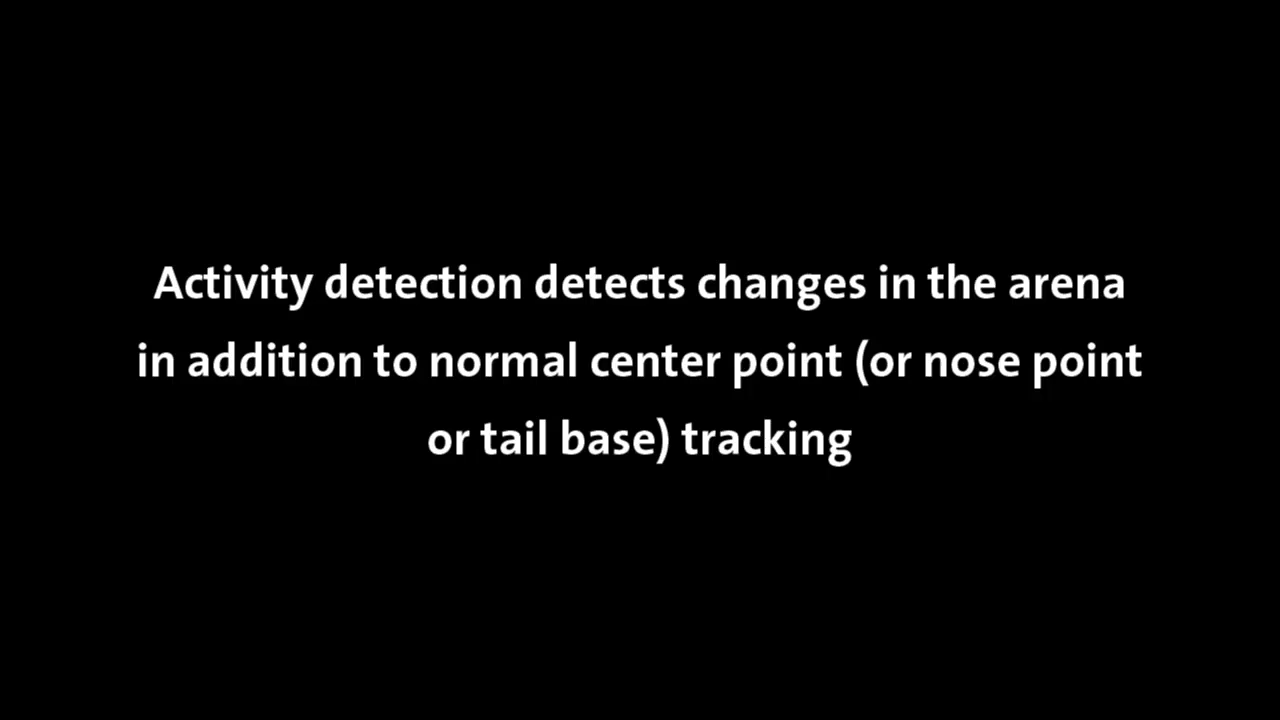 Activity detection detects changes in the arena
in addition to normal center point (or nose point
or tail base) tracking